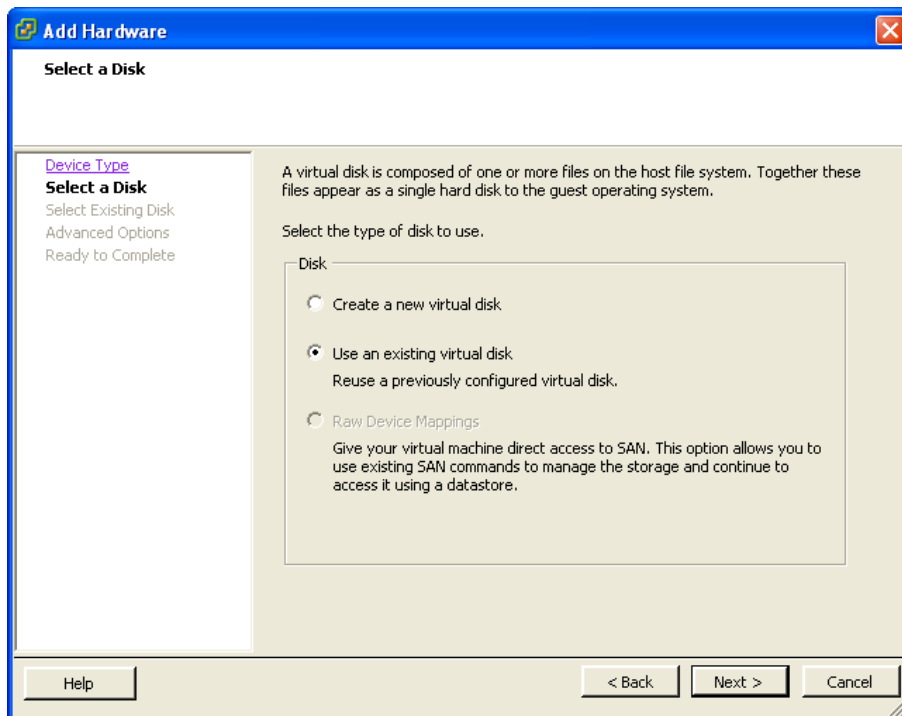 Add Hardware
Select a Disk
Device Type
Select a Disk
Select Existing Disk
Advanced Options
Ready to Complete
A virtual disk is composed of one or more files on the host file system. Together these
files appear as a single hard disk to the guest operating system.
Select the type of disk to use.
Disk
Create a new virtual disk
Use an existing virtual disk
Reuse a previously configured virtual disk.
Raw Device Mappings
Give your virtual machine direct access to SAN. This option allows you to
use existing SAN commands to manage the storage and continue to
access it using a datastore.
Help
< Back
Next >
Cancel